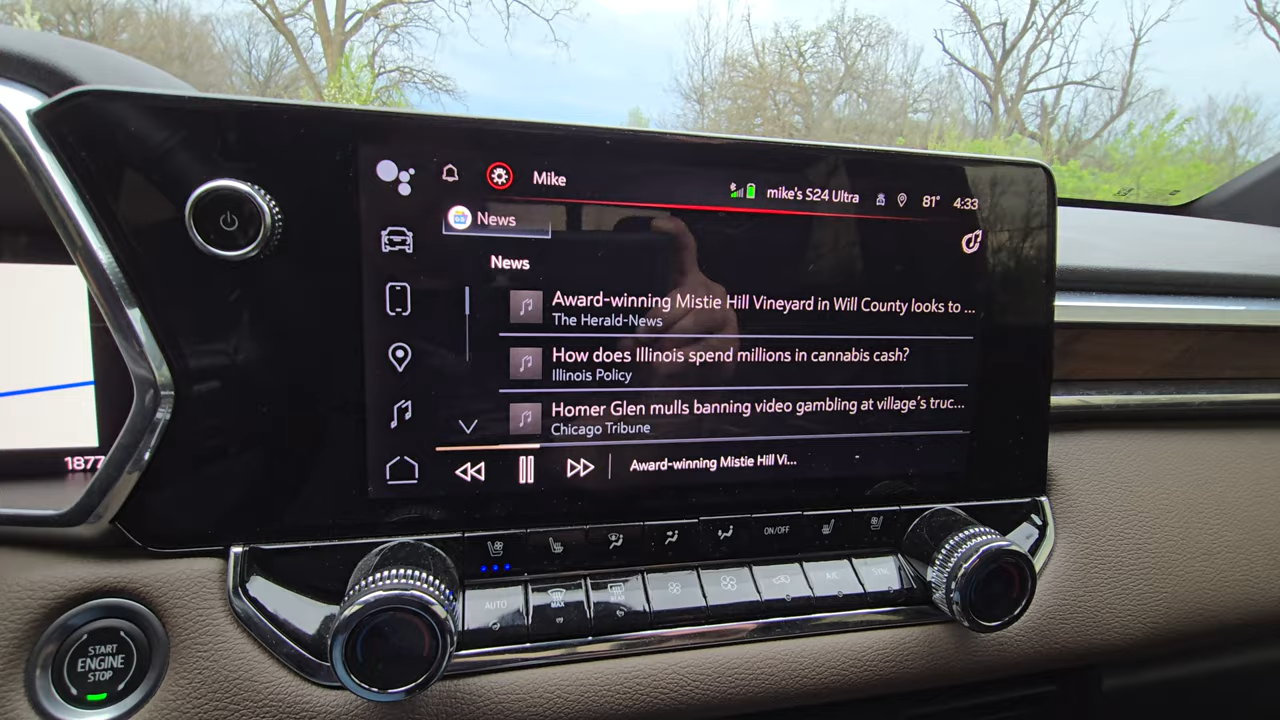 Mike
mike's S24 Ultra
81° 4:33
News
News
Award-winning Mistie Hill Vineyard in Will County looks to ...
The Herald-News
How does Illinois spend millions in cannabis cash?
Illinois Policy
Homer Glen mulls banning video gambling at village's truc...
Chicago Tribune
Award-winning Mistie Hill Vi...
1877
ON/OFF
AUTO
MAX
REAR
A/C
SYNC
START
ENGINE
STOP